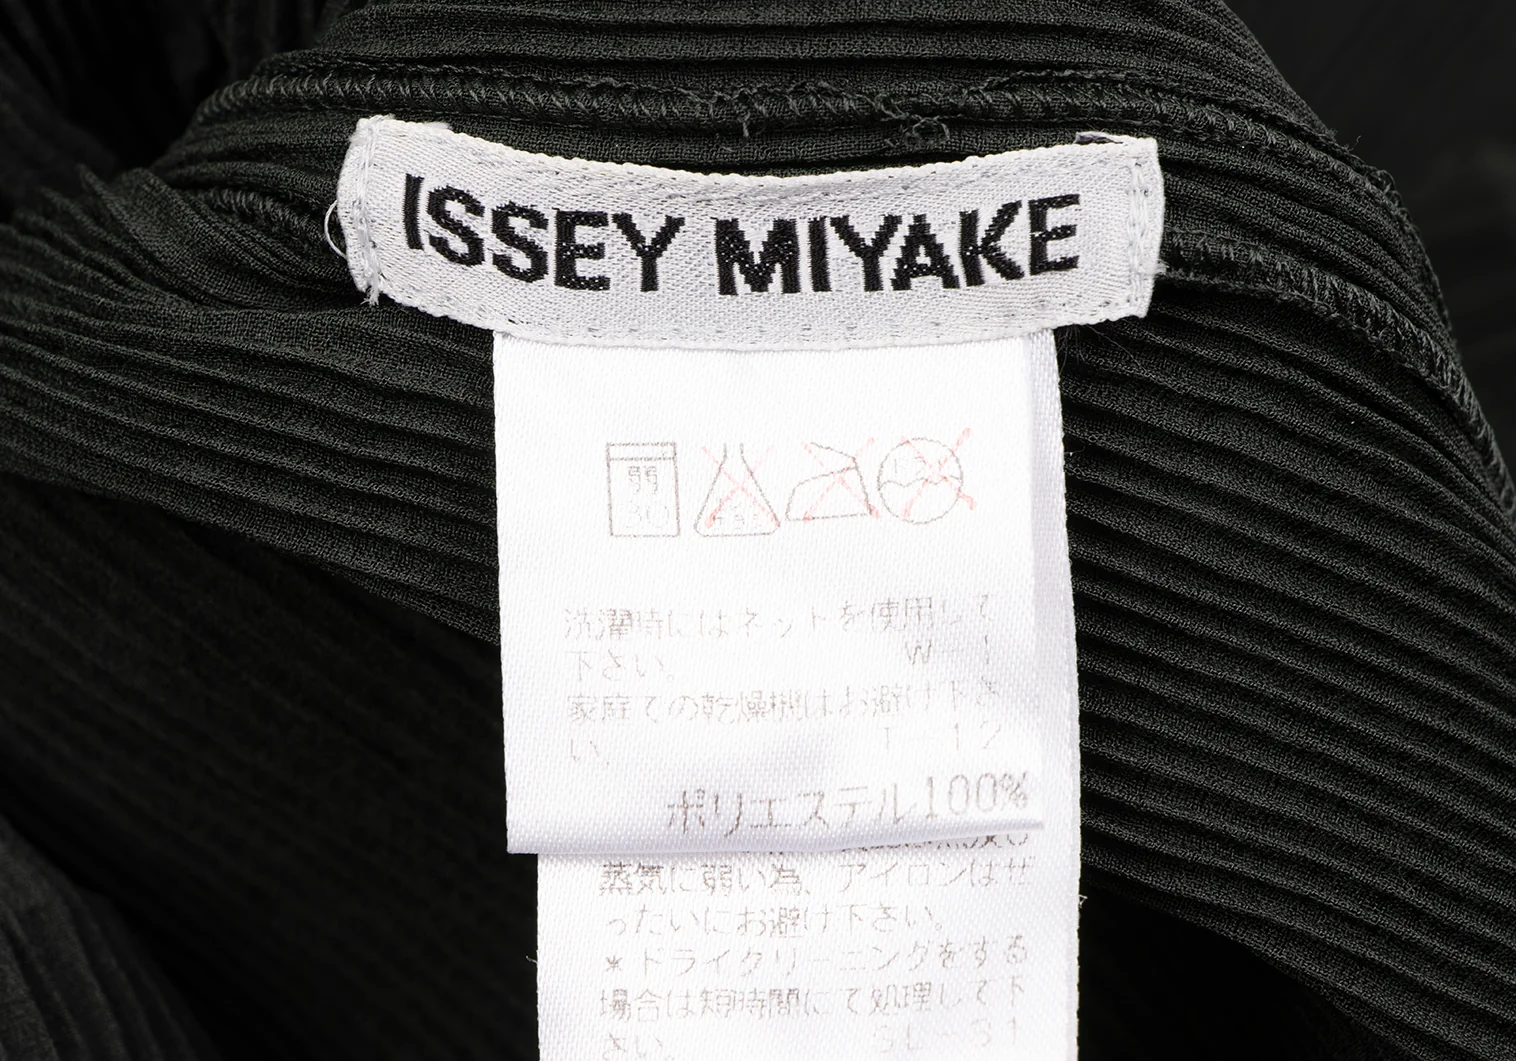 ISSEY MIYAKE
弱
30
洗濯時にはネットを使用して
下さい。 W-1
家庭での乾燥機はお避け下さ
い。 T-12
ポリエステル100%
蒸気に弱い為、アイロンはぜ
ったいにお避け下さい。
*ドライクリーニングをする
場合は短時間にて処理して下
さい。 SL-31